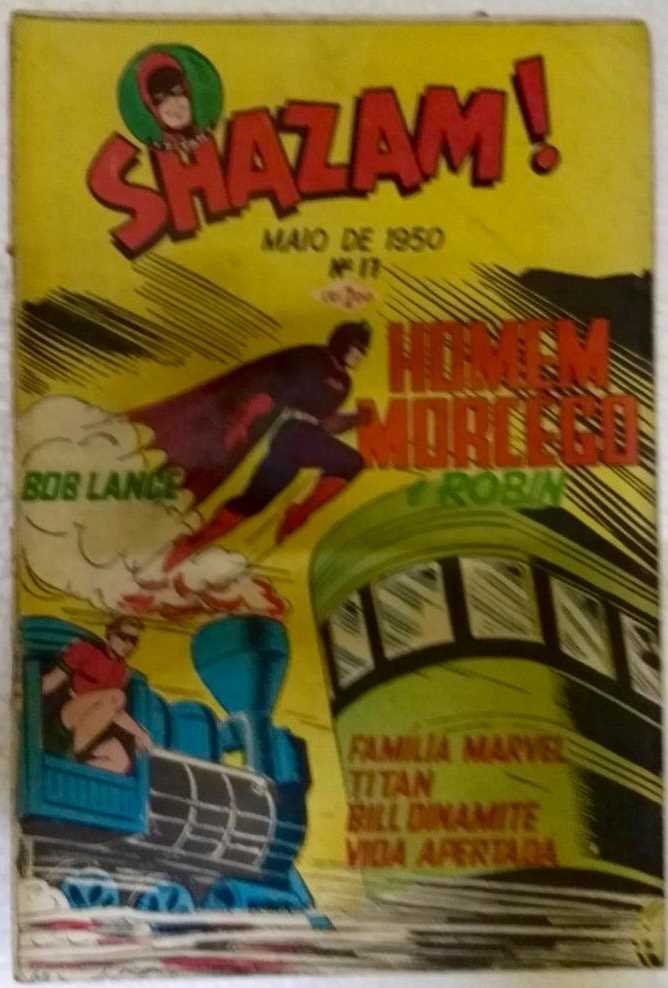 SHAZAM!
MAIO DE 1950
Nº 17
HOMEM
MORCEGO
e ROBIN
BOB LANCE
FAMILIA MARVEL
TITAN
BILL DINAMITE
VIDA APERTADA